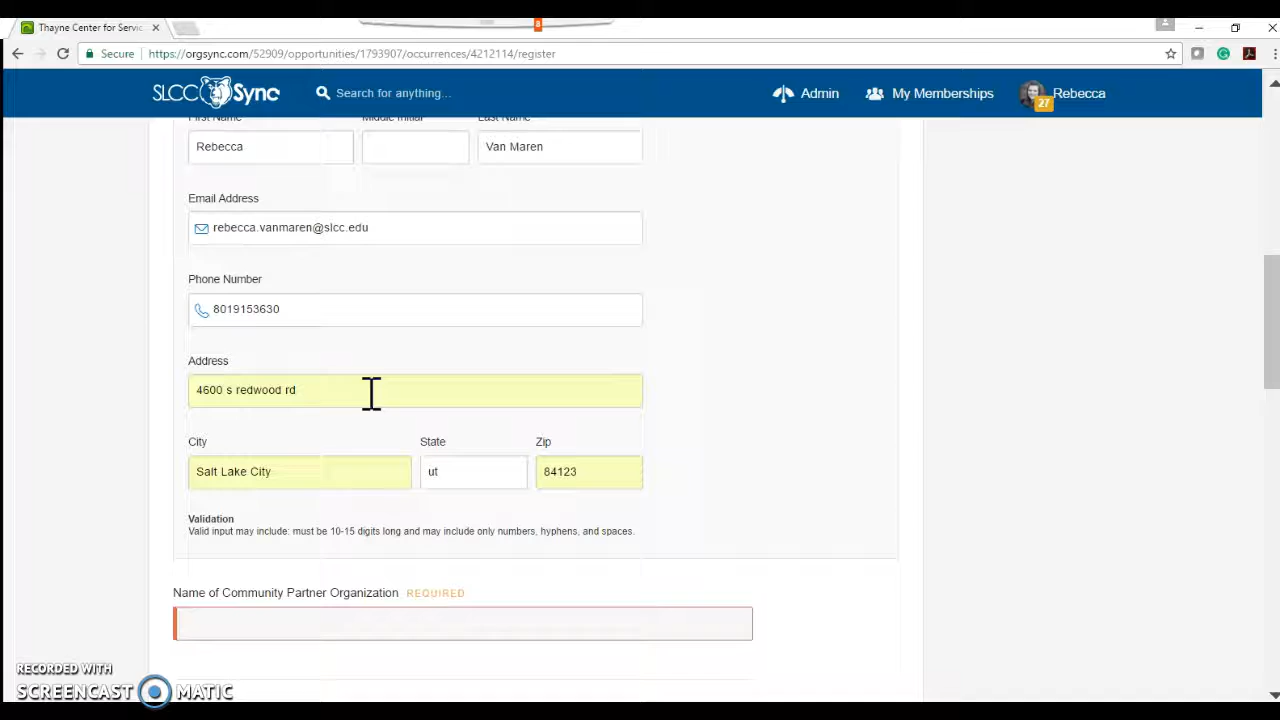 Thayne Center for Servic
8
Secure https://orgsync.com/52909/opportunities/1793907/occurrences/4212114/register
SLCC Sync Search for anything... Admin My Memberships 27 Rebecca
First Name Middle Initial Last Name
Rebecca Van Maren
Email Address
rebecca.vanmaren@slcc.edu
Phone Number
8019153630
Address
4600 s redwood rd
City State Zip
Salt Lake City ut 84123
Validation
Valid input may include: must be 10-15 digits long and may include only numbers, hyphens, and spaces.
Name of Community Partner Organization REQUIRED
RECORDED WITH
SCREENCAST MATIC